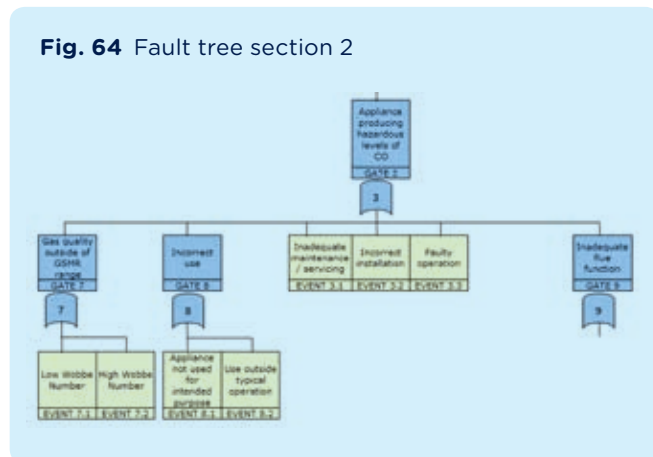 Fig. 64 Fault tree section 2
Appliance
producing
hazardous
levels of
CO
GATE 2
3
Gas quality
outside of
GSMR
range
GATE 7
Incorrect
use
GATE 8
Inadequate
maintenance
/ servicing
EVENT 3.1
Incorrect
installation
EVENT 3.2
Faulty
operation
EVENT 3.3
Inadequate
flue
function
GATE 9
7
8
9
Low Wobbe
Number
EVENT 7.1
High Wobbe
Number
EVENT 7.2
Appliance
not used
for
intended
purpose
EVENT 8.1
Use outside
typical
operation
EVENT 8.2